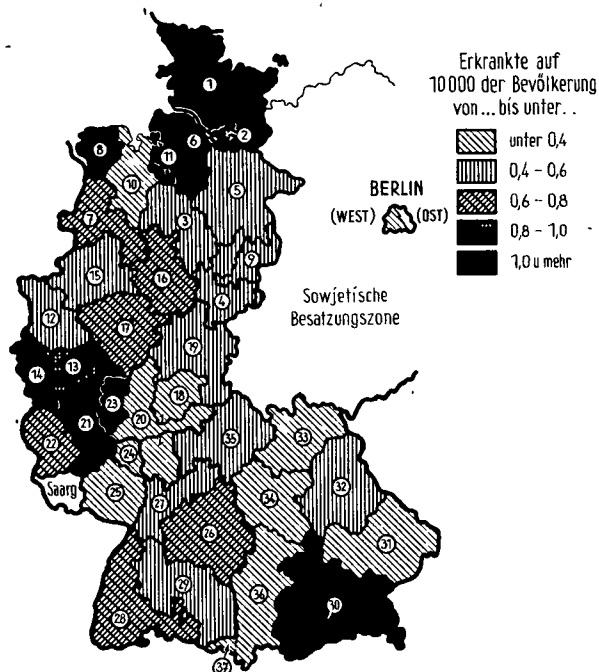 Erkrankte auf
10 000 der Bevölkerung
von ... bis unter . .
unter 0,4
0,4 – 0,6
0,6 – 0,8
0,8 – 1,0
1,0 u mehr
BERLIN
(WEST) (OST)
Sowjetische
Besatzungszone
Saarg
1
2
6
8
11
10
5
7
3
9
16
15
4
12
17
19
13
14
18
23
20
21
22
35
33
24
25
34
32
27
26
31
29
36
30
28
37